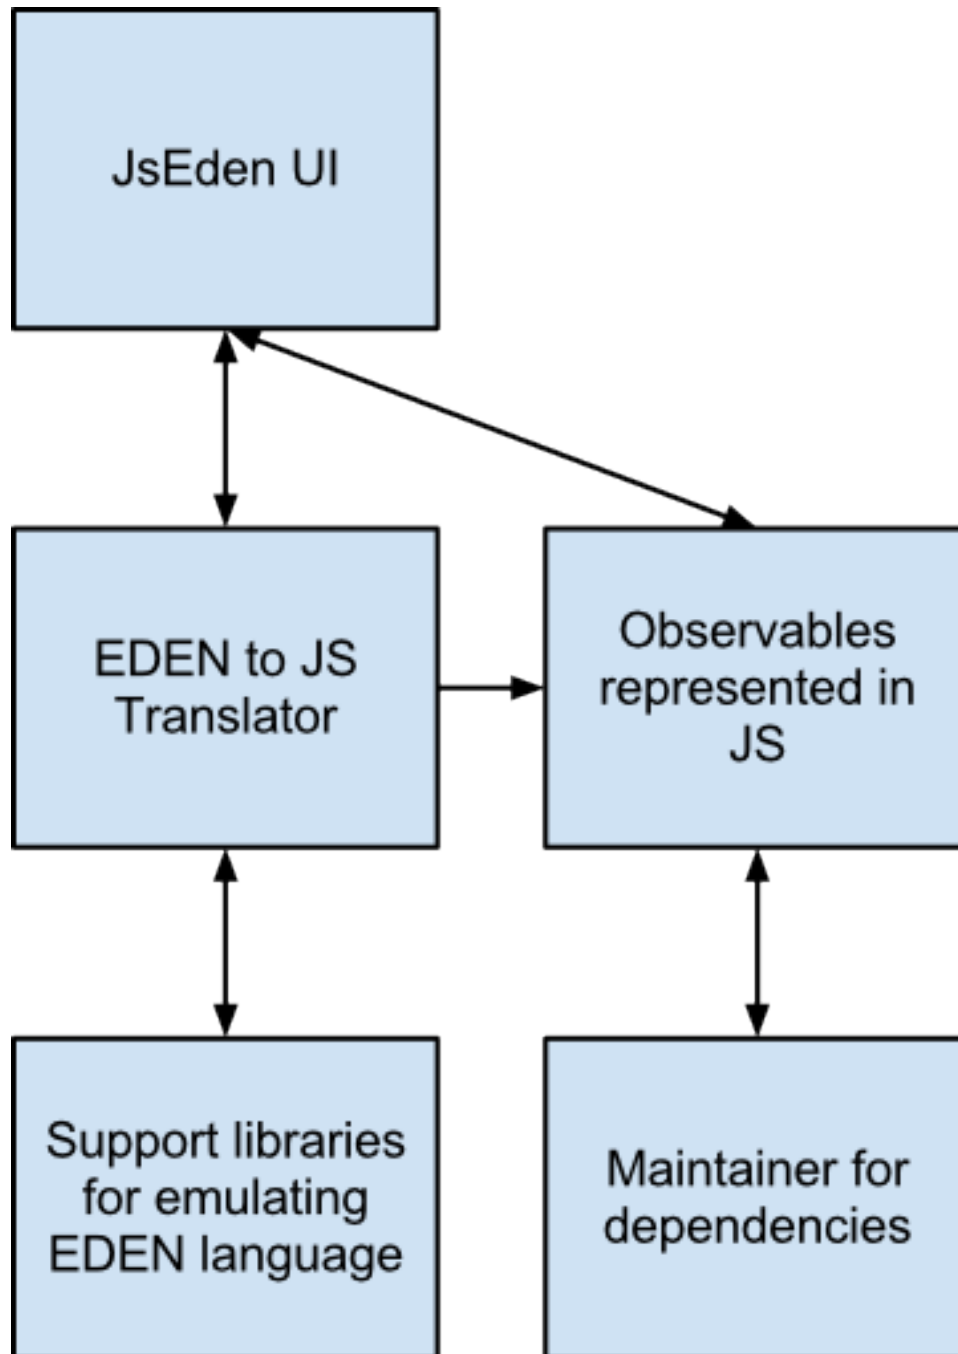 JsEden UI
EDEN to JS
Translator
Observables
represented in
JS
Support libraries
for emulating
EDEN language
Maintainer for
dependencies